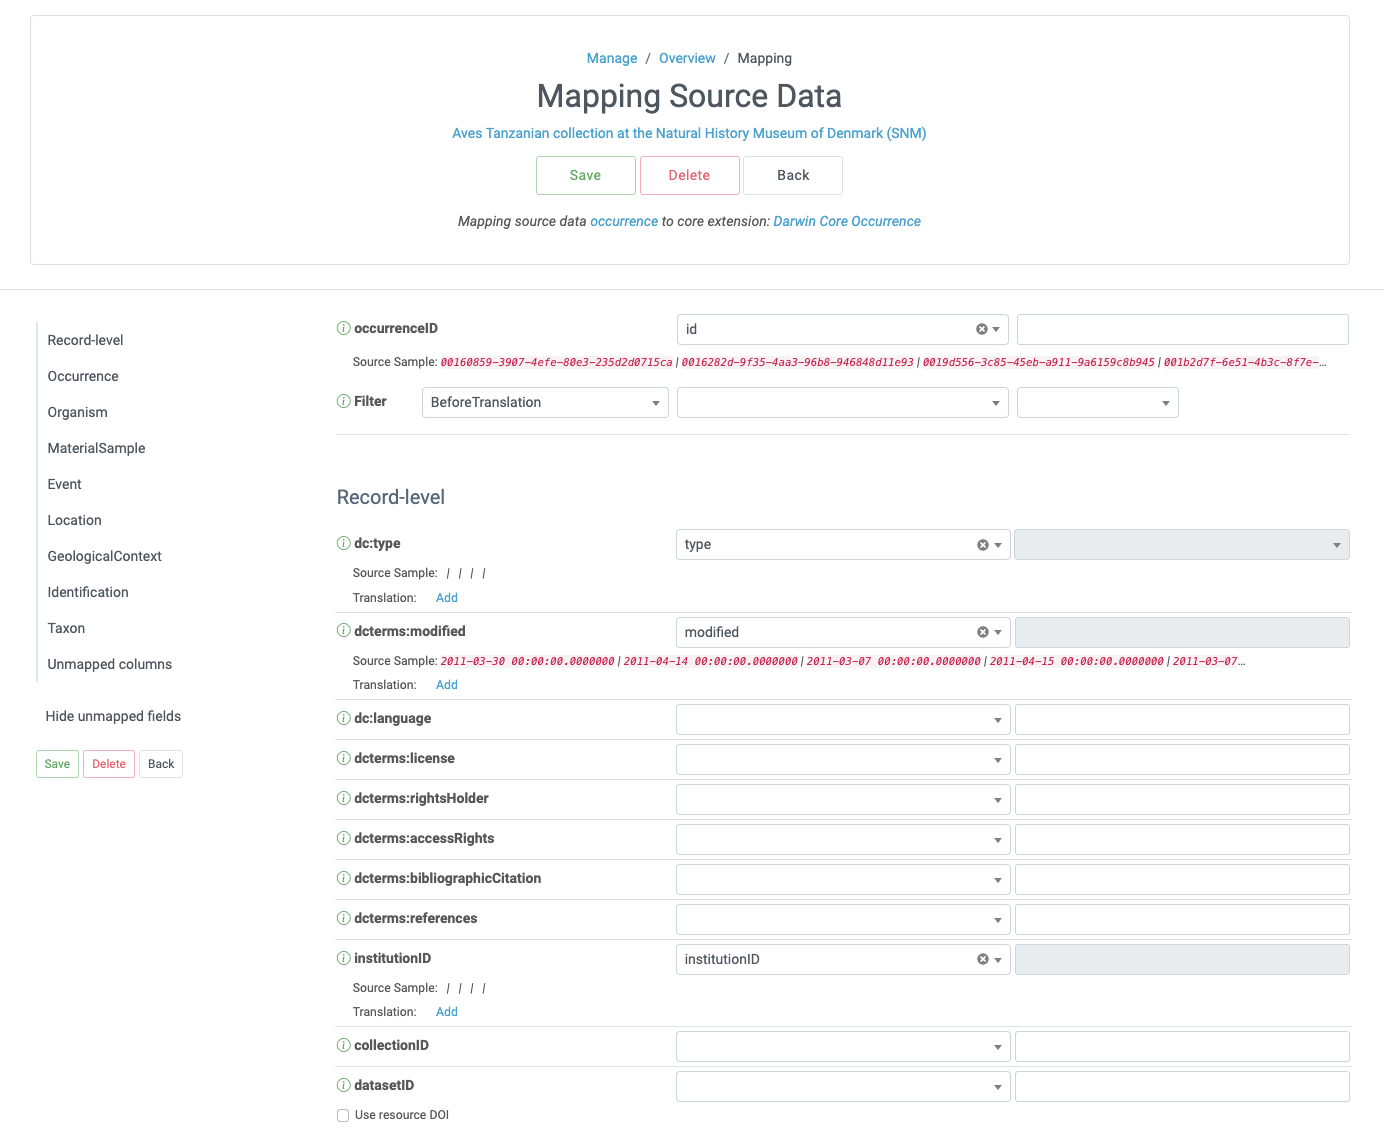 Manage / Overview / Mapping
Mapping Source Data
Aves Tanzanian collection at the Natural History Museum of Denmark (SNM)
Save Delete Back
Mapping source data occurrence to core extension: Darwin Core Occurrence
Record-level
Occurrence
Organism
MaterialSample
Event
Location
GeologicalContext
Identification
Taxon
Unmapped columns
Hide unmapped fields
Save Delete Back
occurrenceID id
Source Sample: 00160859-3907-4efe-80e3-235d2d0715ca | 0016282d-9f35-4aa3-96b8-946848d11e93 | 0019d556-3c85-45eb-a911-9a6159c8b945 | 001b2d7f-6e51-4b3c-8f7e-…
Filter BeforeTranslation
Record-level
dc:type type
Source Sample: | | | |
Translation: Add
dcterms:modified modified
Source Sample: 2011-03-30 00:00:00.0000000 | 2011-04-14 00:00:00.0000000 | 2011-03-07 00:00:00.0000000 | 2011-04-15 00:00:00.0000000 | 2011-03-07…
Translation: Add
dc:language
dcterms:license
dcterms:rightsHolder
dcterms:accessRights
dcterms:bibliographicCitation
dcterms:references
institutionID institutionID
Source Sample: | | | |
Translation: Add
collectionID
datasetID
Use resource DOI